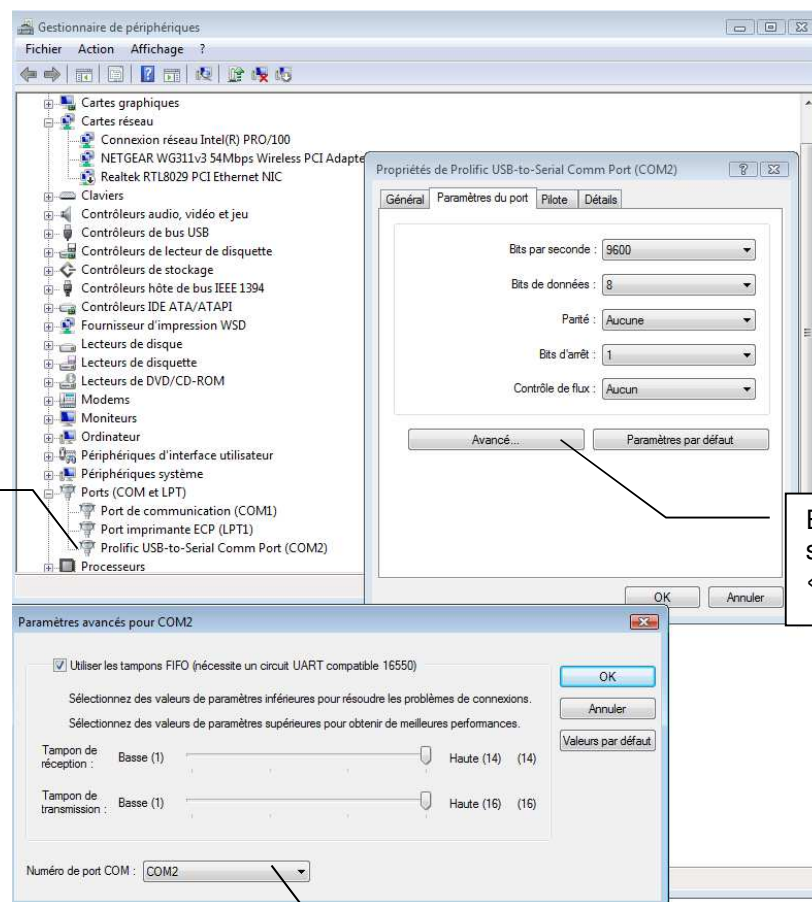 Gestionnaire de périphériques
Fichier Action Affichage ?
Cartes graphiques
Cartes réseau
Connexion réseau Intel(R) PRO/100
NETGEAR WG311v3 54Mbps Wireless PCI Adapte
Realtek RTL8029 PCI Ethernet NIC
Claviers
Contrôleurs audio, vidéo et jeu
Contrôleurs de bus USB
Contrôleurs de lecteur de disquette
Contrôleurs de stockage
Contrôleurs hôte de bus IEEE 1394
Contrôleurs IDE ATA/ATAPI
Fournisseur d'impression WSD
Lecteurs de disque
Lecteurs de disquette
Lecteurs de DVD/CD-ROM
Modems
Moniteurs
Ordinateur
Périphériques d'interface utilisateur
Périphériques système
Ports (COM et LPT)
Port de communication (COM1)
Port imprimante ECP (LPT1)
Prolific USB-to-Serial Comm Port (COM2)
Processeurs
Propriétés de Prolific USB-to-Serial Comm Port (COM2)
Général Paramètres du port Pilote Détails
Bits par seconde : 9600
Bits de données : 8
Parité : Aucune
Bits d'arrêt : 1
Contrôle de flux : Aucun
Avancé... Paramètres par défaut
OK Annuler
Paramètres avancés pour COM2
Utiliser les tampons FIFO (nécessite un circuit UART compatible 16550)
Sélectionnez des valeurs de paramètres inférieures pour résoudre les problèmes de connexions.
Sélectionnez des valeurs de paramètres supérieures pour obtenir de meilleures performances.
Tampon de
réception : Basse (1) Haute (14) (14)
Tampon de
transmission : Basse (1) Haute (16) (16)
Numéro de port COM : COM2
OK
Annuler
Valeurs par défaut